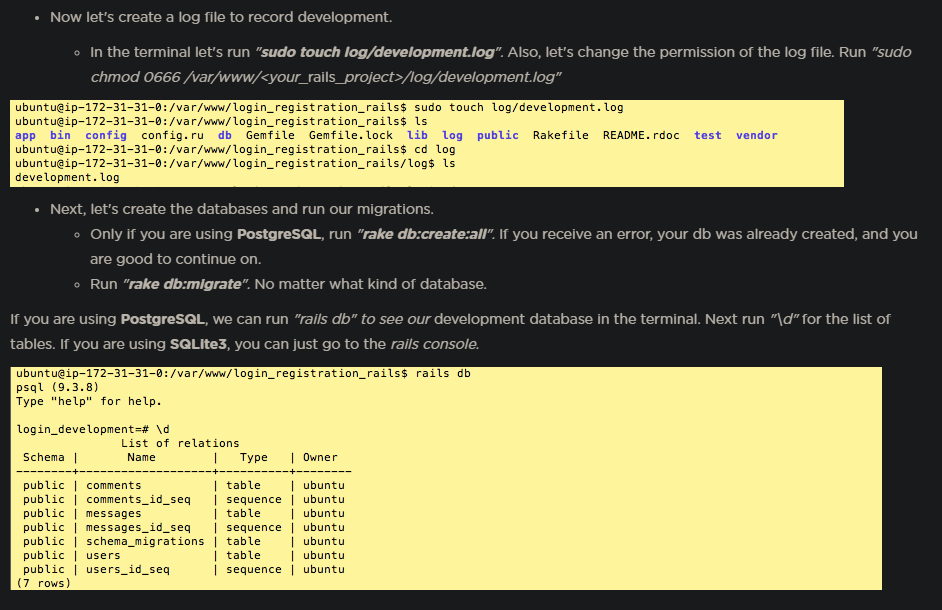 • Now let's create a log file to record development.
◦ In the terminal let's run "sudo touch log/development.log". Also, let's change the permission of the log file. Run "sudo
chmod 0666 /var/www/<your_rails_project>/log/development.log"
ubuntu@ip-172-31-31-0:/var/www/login_registration_rails$ sudo touch log/development.log
ubuntu@ip-172-31-31-0:/var/www/login_registration_rails$ ls
app  bin  config  config.ru  db  Gemfile  Gemfile.lock  lib  log  public  Rakefile  README.rdoc  test  vendor
ubuntu@ip-172-31-31-0:/var/www/login_registration_rails$ cd log
ubuntu@ip-172-31-31-0:/var/www/login_registration_rails/log$ ls
development.log
• Next, let's create the databases and run our migrations.
◦ Only if you are using PostgreSQL, run "rake db:create:all". If you receive an error, your db was already created, and you
are good to continue on.
◦ Run "rake db:migrate". No matter what kind of database.
If you are using PostgreSQL, we can run "rails db" to see our development database in the terminal. Next run "\d" for the list of
tables. If you are using SQLite3, you can just go to the rails console.
ubuntu@ip-172-31-31-0:/var/www/login_registration_rails$ rails db
psql (9.3.8)
Type "help" for help.
login_development=# \d
List of relations
Schema |       Name        |   Type   | Owner
--------+-------------------+----------+--------
public | comments          | table    | ubuntu
public | comments_id_seq   | sequence | ubuntu
public | messages          | table    | ubuntu
public | messages_id_seq   | sequence | ubuntu
public | schema_migrations | table    | ubuntu
public | users             | table    | ubuntu
public | users_id_seq      | sequence | ubuntu
(7 rows)